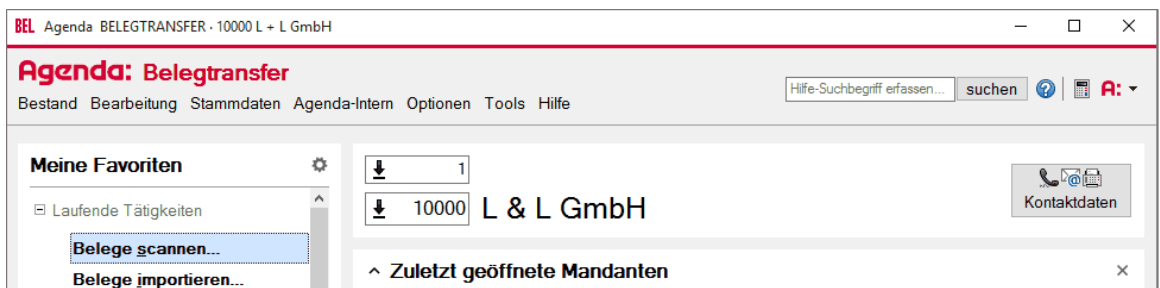 BEL Agenda BELEGTRANSFER · 10000 L + L GmbH
Agenda: Belegtransfer
Bestand Bearbeitung Stammdaten Agenda-Intern Optionen Tools Hilfe
Hilfe-Suchbegriff erfassen... suchen ? A:
Meine Favoriten
1
Kontaktdaten
10000 L & L GmbH
Laufende Tätigkeiten
Belege scannen...
Belege importieren...
Zuletzt geöffnete Mandanten